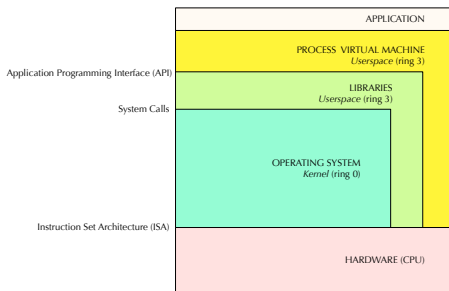 APPLICATION
PROCESS VIRTUAL MACHINE
Userspace (ring 3)
Application Programming Interface (API)
LIBRARIES
Userspace (ring 3)
System Calls
OPERATING SYSTEM
Kernel (ring 0)
Instruction Set Architecture (ISA)
HARDWARE (CPU)